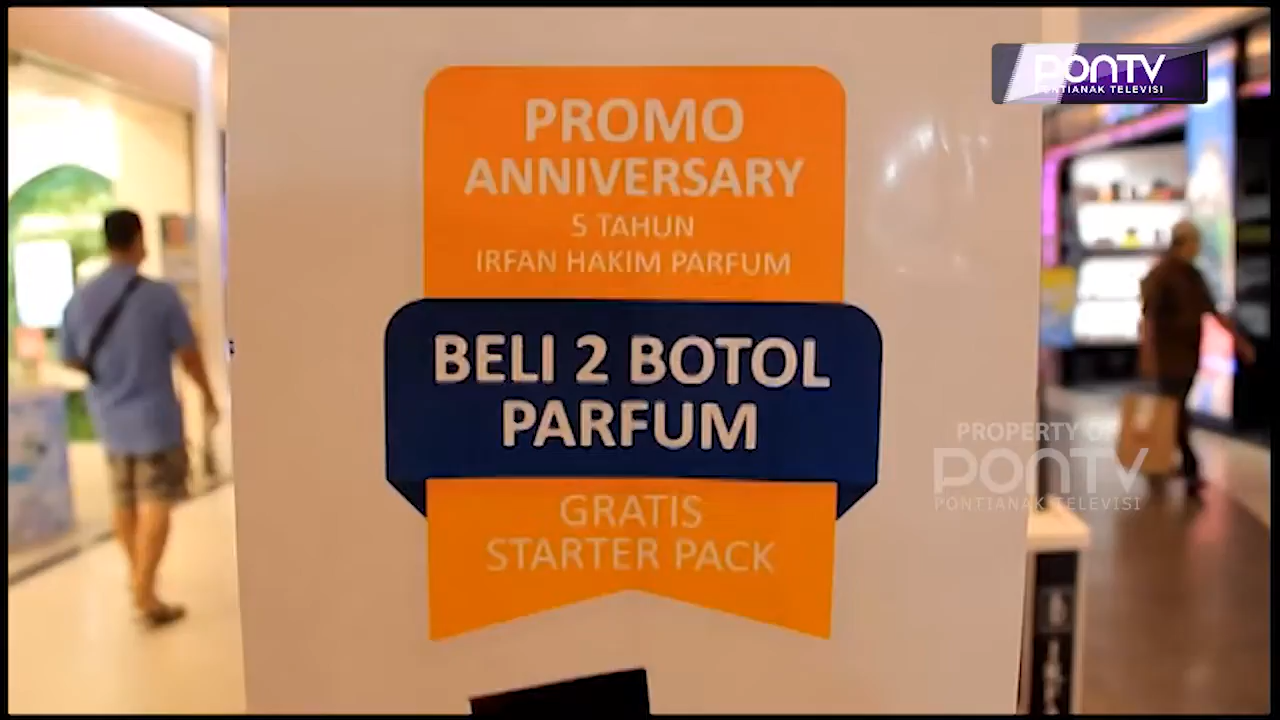 PONTV
PONTIANAK TELEVISI
PROMO
ANNIVERSARY
5 TAHUN
IRFAN HAKIM PARFUM
BELI 2 BOTOL
PARFUM
GRATIS
STARTER PACK
PROPERTY OF
PONTV
PONTIANAK TELEVISI